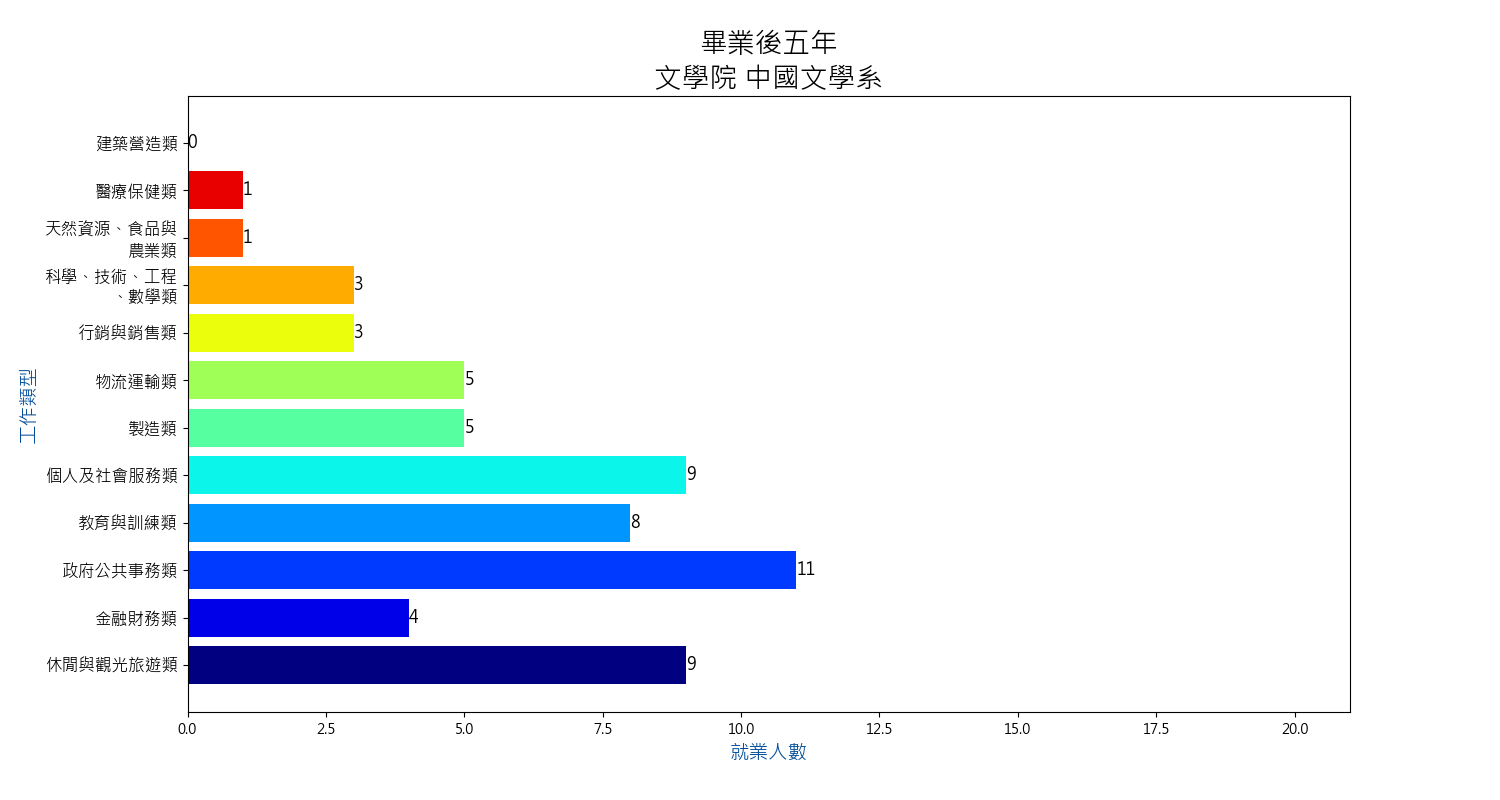 畢業後五年
文學院 中國文學系
建築營造類
0
醫療保健類
1
天然資源、食品與
農業類
1
科學、技術、工程
、數學類
3
行銷與銷售類
3
物流運輸類
5
製造類
5
個人及社會服務類
9
教育與訓練類
8
政府公共事務類
11
金融財務類
4
休閒與觀光旅遊類
9
工作類型
0.0
2.5
5.0
7.5
10.0
12.5
15.0
17.5
20.0
就業人數